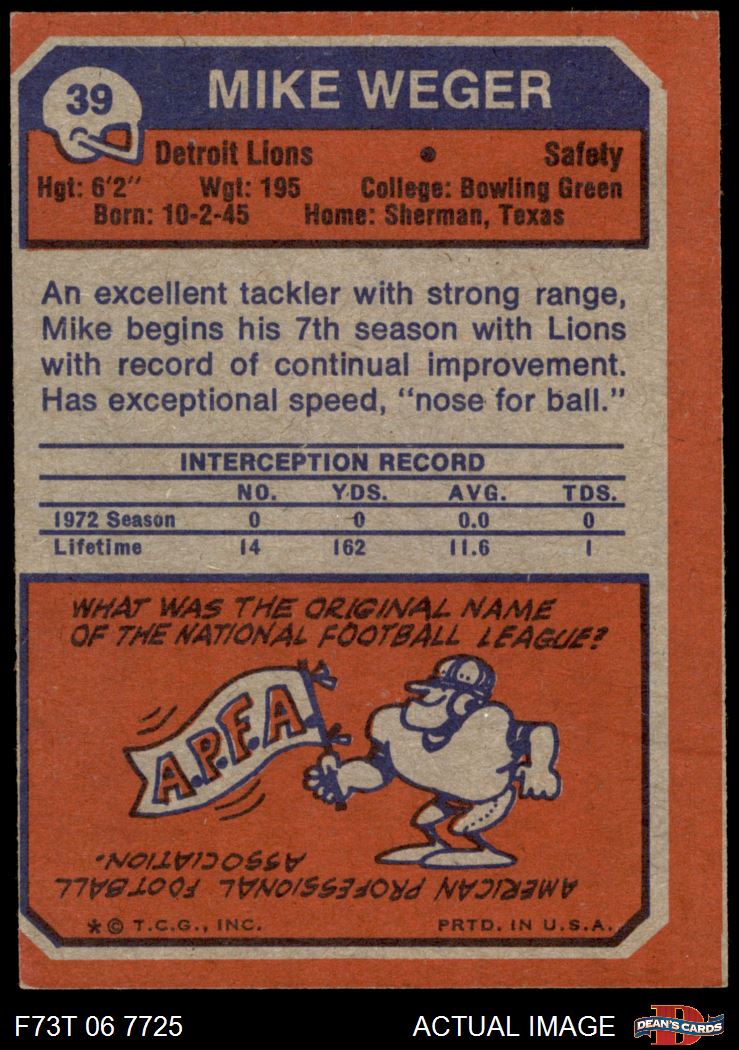 39
MIKE WEGER
Detroit Lions • Safety
Hgt: 6'2" Wgt: 195 College: Bowling Green
Born: 10-2-45 Home: Sherman, Texas
An excellent tackler with strong range,
Mike begins his 7th season with Lions
with record of continual improvement.
Has exceptional speed, "nose for ball."
INTERCEPTION RECORD
NO. YDS. AVG. TDS.
1972 Season 0 0 0.0 0
Lifetime 14 162 11.6 1
WHAT WAS THE ORIGINAL NAME
OF THE NATIONAL FOOTBALL LEAGUE?
A.P.F.A.
AMERICAN PROFESSIONAL FOOTBALL
ASSOCIATION.
* © T.C.G., INC. PRTD. IN U.S.A.
F73T 06 7725 ACTUAL IMAGE
D
DEAN'S CARDS